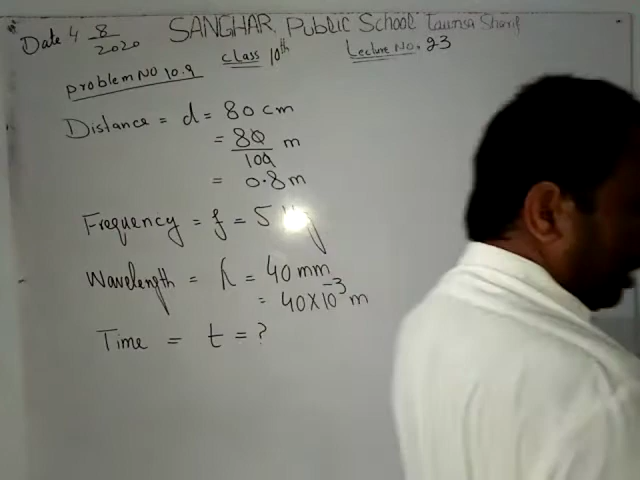 Date 4 8/2020 SANGHAR Public School Taunsa Sharif
class 10th Lecture No. 23
problem NO 10.9
Distance = d = 80 cm
= 80/100 m
= 0.8 m
Frequency = f = 5
Wavelength = λ = 40 mm
= 40×10⁻³ m
Time = t = ?